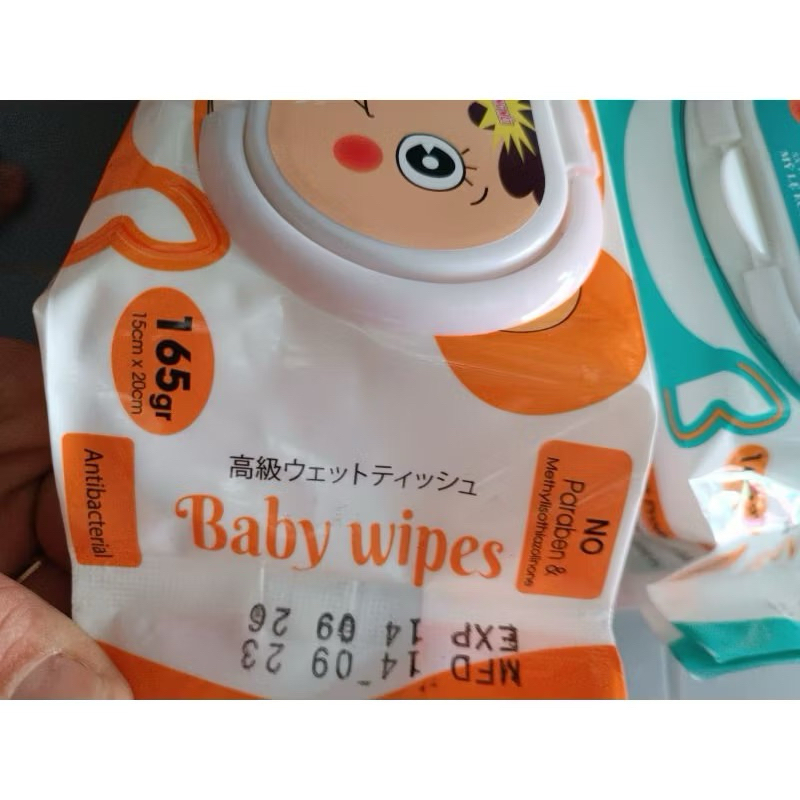 165gr
15cm x 20cm
Antibacterial
高級ウェットティッシュ
Baby wipes
NO
Paraben &
Methylisothiazolinone
MFD 14 09 23
EXP 14 09 26